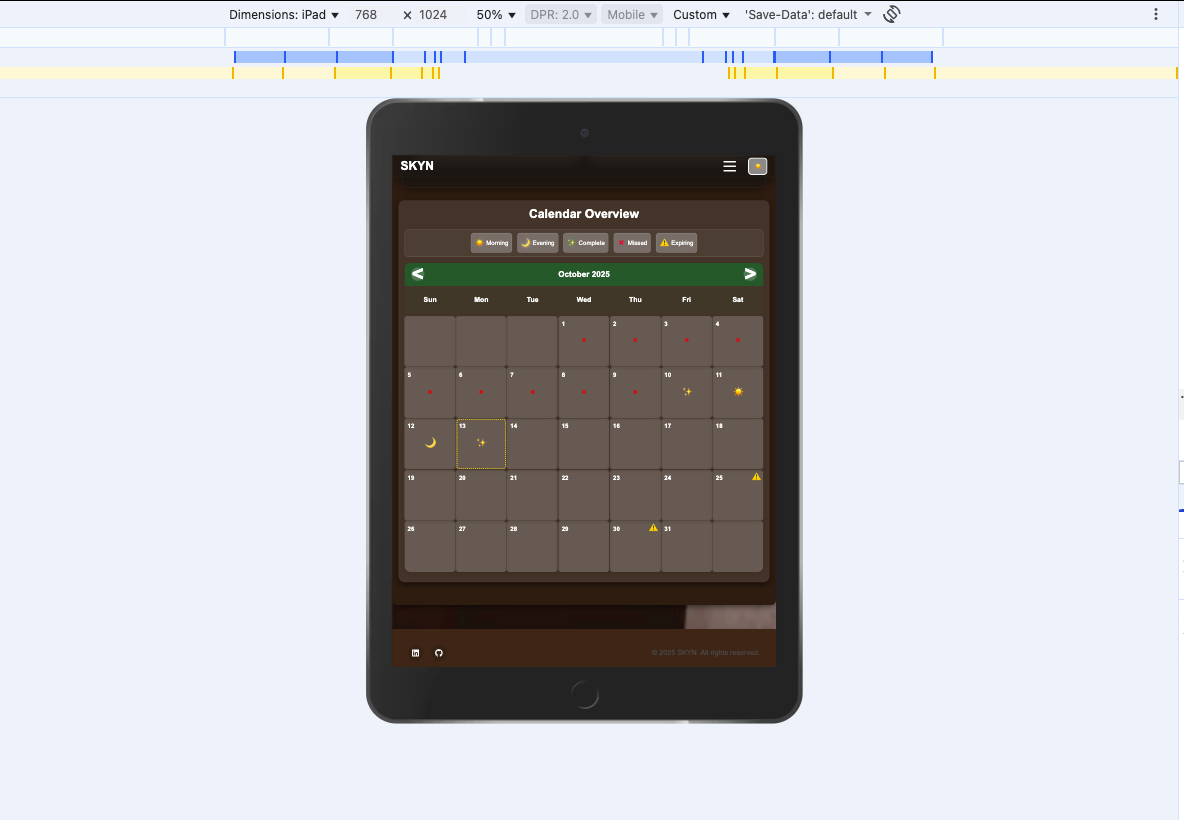 Dimensions: iPad 768 × 1024 50% DPR: 2.0 Mobile Custom 'Save-Data': default
SKYN
Calendar Overview
Morning Evening Complete Missed Expiring
< October 2025 >
Sun Mon Tue Wed Thu Fri Sat
1 2 3 4
5 6 7 8 9 10 11
12 13 14 15 16 17 18
19 20 21 22 23 24 25
26 27 28 29 30 31
© 2025 SKYN. All rights reserved.